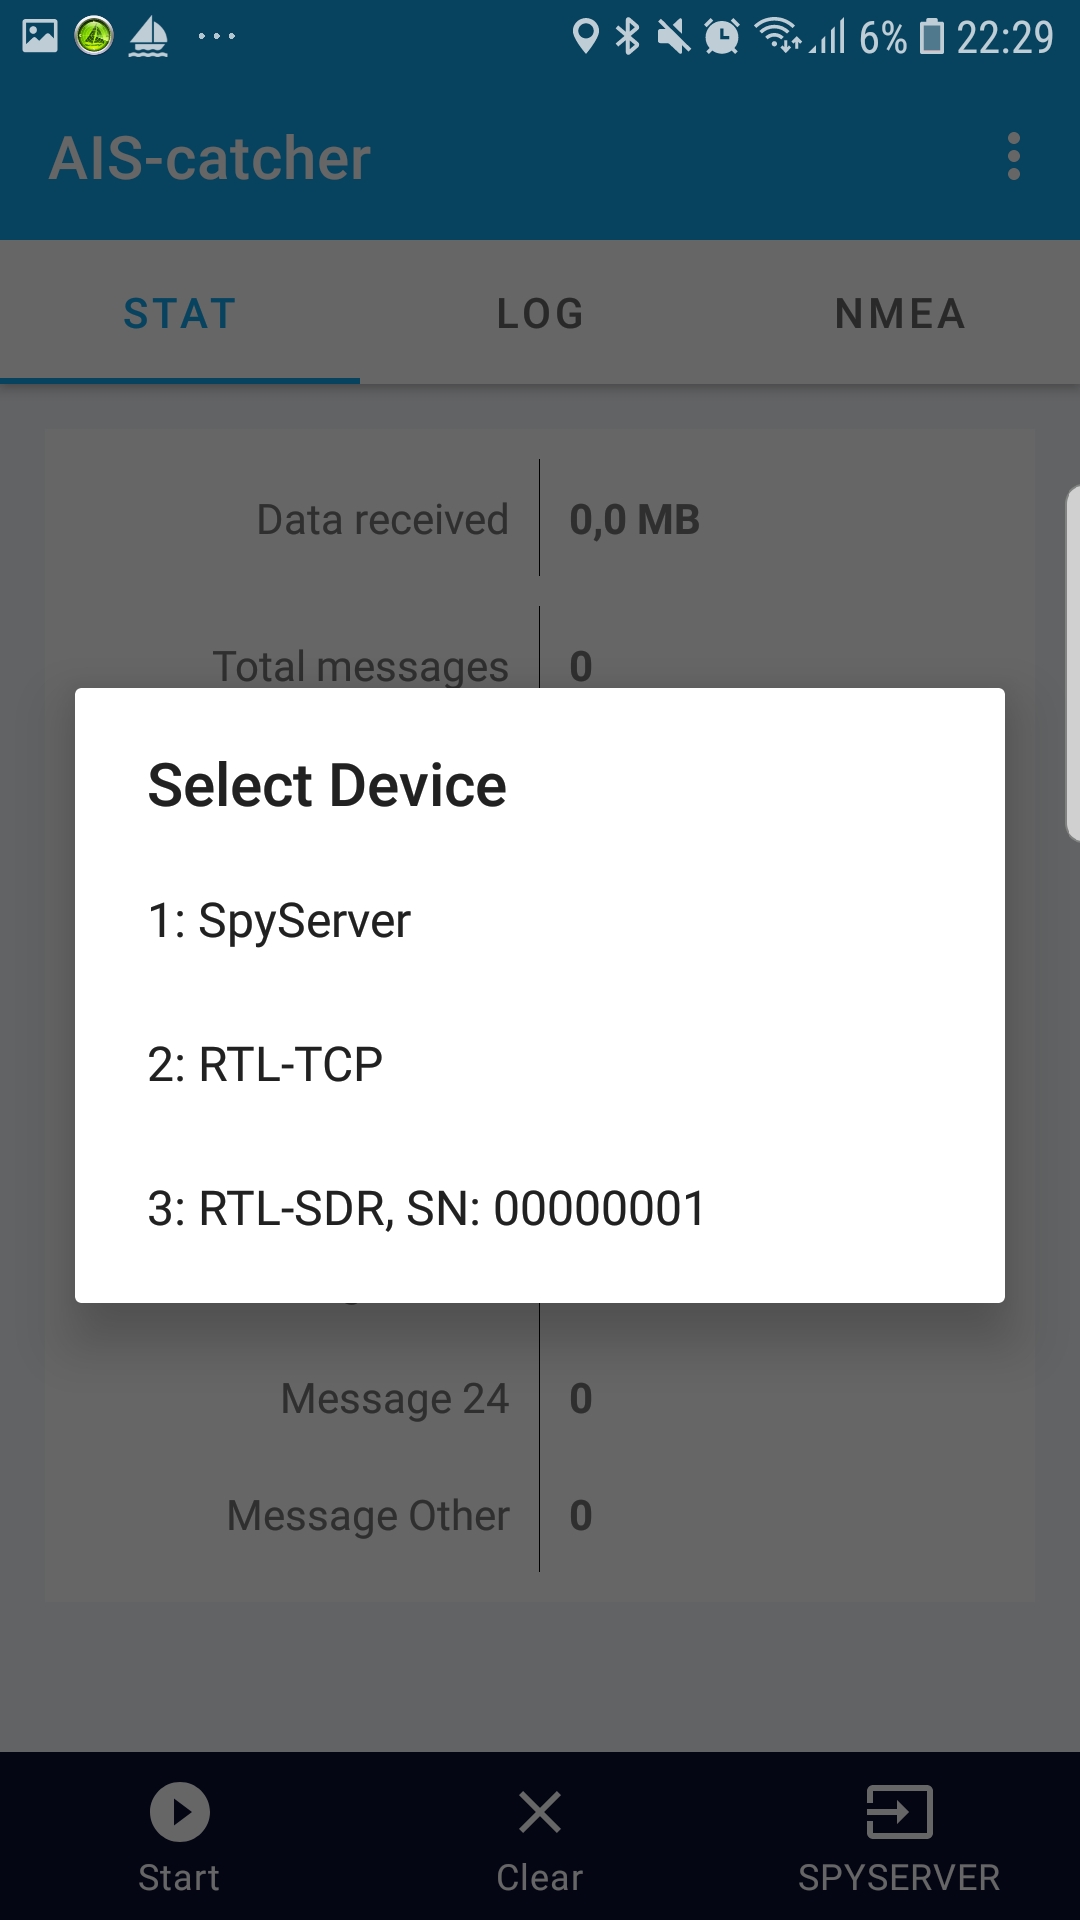 6% 22:29
AIS-catcher
STAT LOG NMEA
Data received 0,0 MB
Total messages 0
Select Device
1: SpyServer
2: RTL-TCP
3: RTL-SDR, SN: 00000001
Message 24 0
Message Other 0
Start Clear SPYSERVER